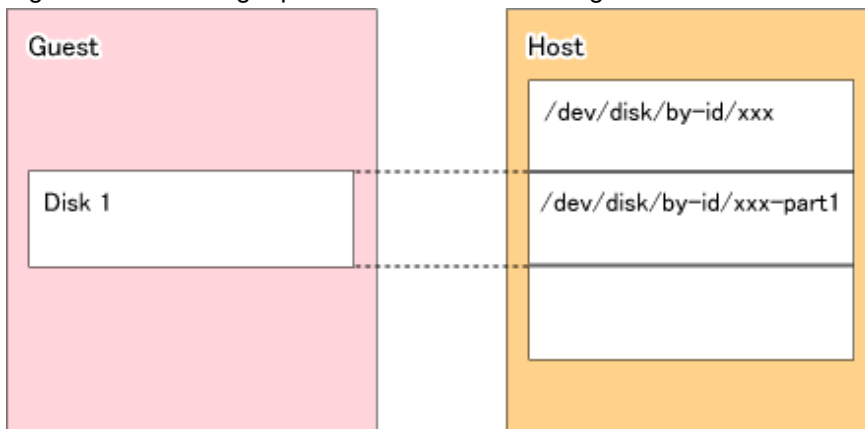 Guest
Host
/dev/disk/by-id/xxx
Disk 1
/dev/disk/by-id/xxx-part1